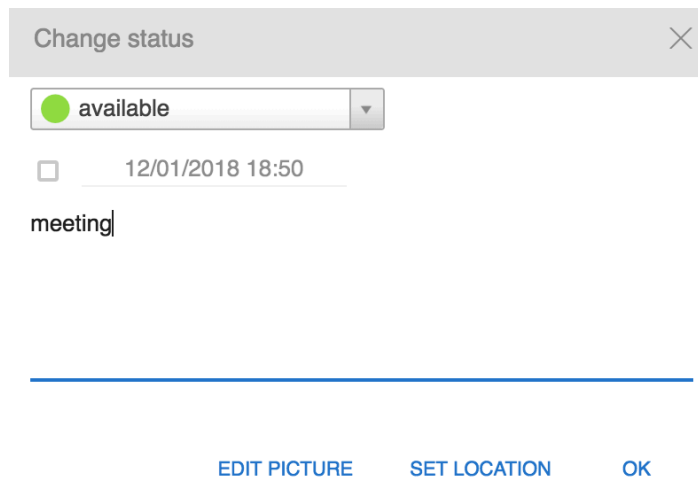 Change status
available
12/01/2018 18:50
meeting
EDIT PICTURE SET LOCATION OK